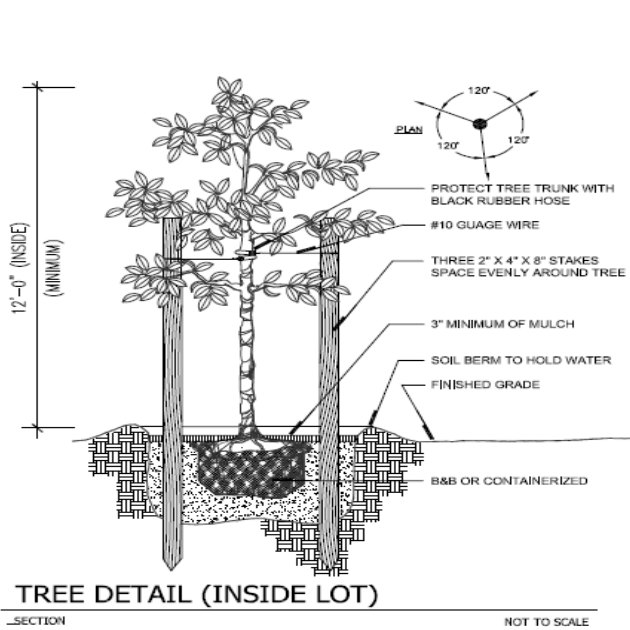 120'
120'
120'
PLAN
PROTECT TREE TRUNK WITH
BLACK RUBBER HOSE
#10 GUAGE WIRE
THREE 2" X 4" X 8" STAKES
SPACE EVENLY AROUND TREE
12'-0" (INSIDE)
(MINIMUM)
3" MINIMUM OF MULCH
SOIL BERM TO HOLD WATER
FINISHED GRADE
B&B OR CONTAINERIZED
TREE DETAIL (INSIDE LOT)
SECTION
NOT TO SCALE